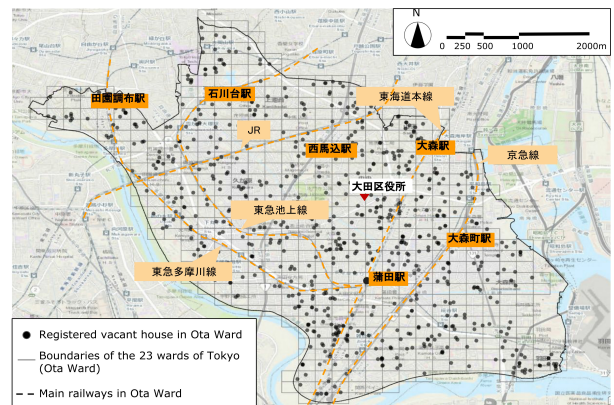 N
0 250 500 1000 2000m
田園調布駅
石川台駅
東海道本線
JR
西馬込駅
大森駅
京急線
大田区役所
東急池上線
大森町駅
東急多摩川線
蒲田駅
Registered vacant house in Ota Ward
Boundaries of the 23 wards of Tokyo
(Ota Ward)
Main railways in Ota Ward